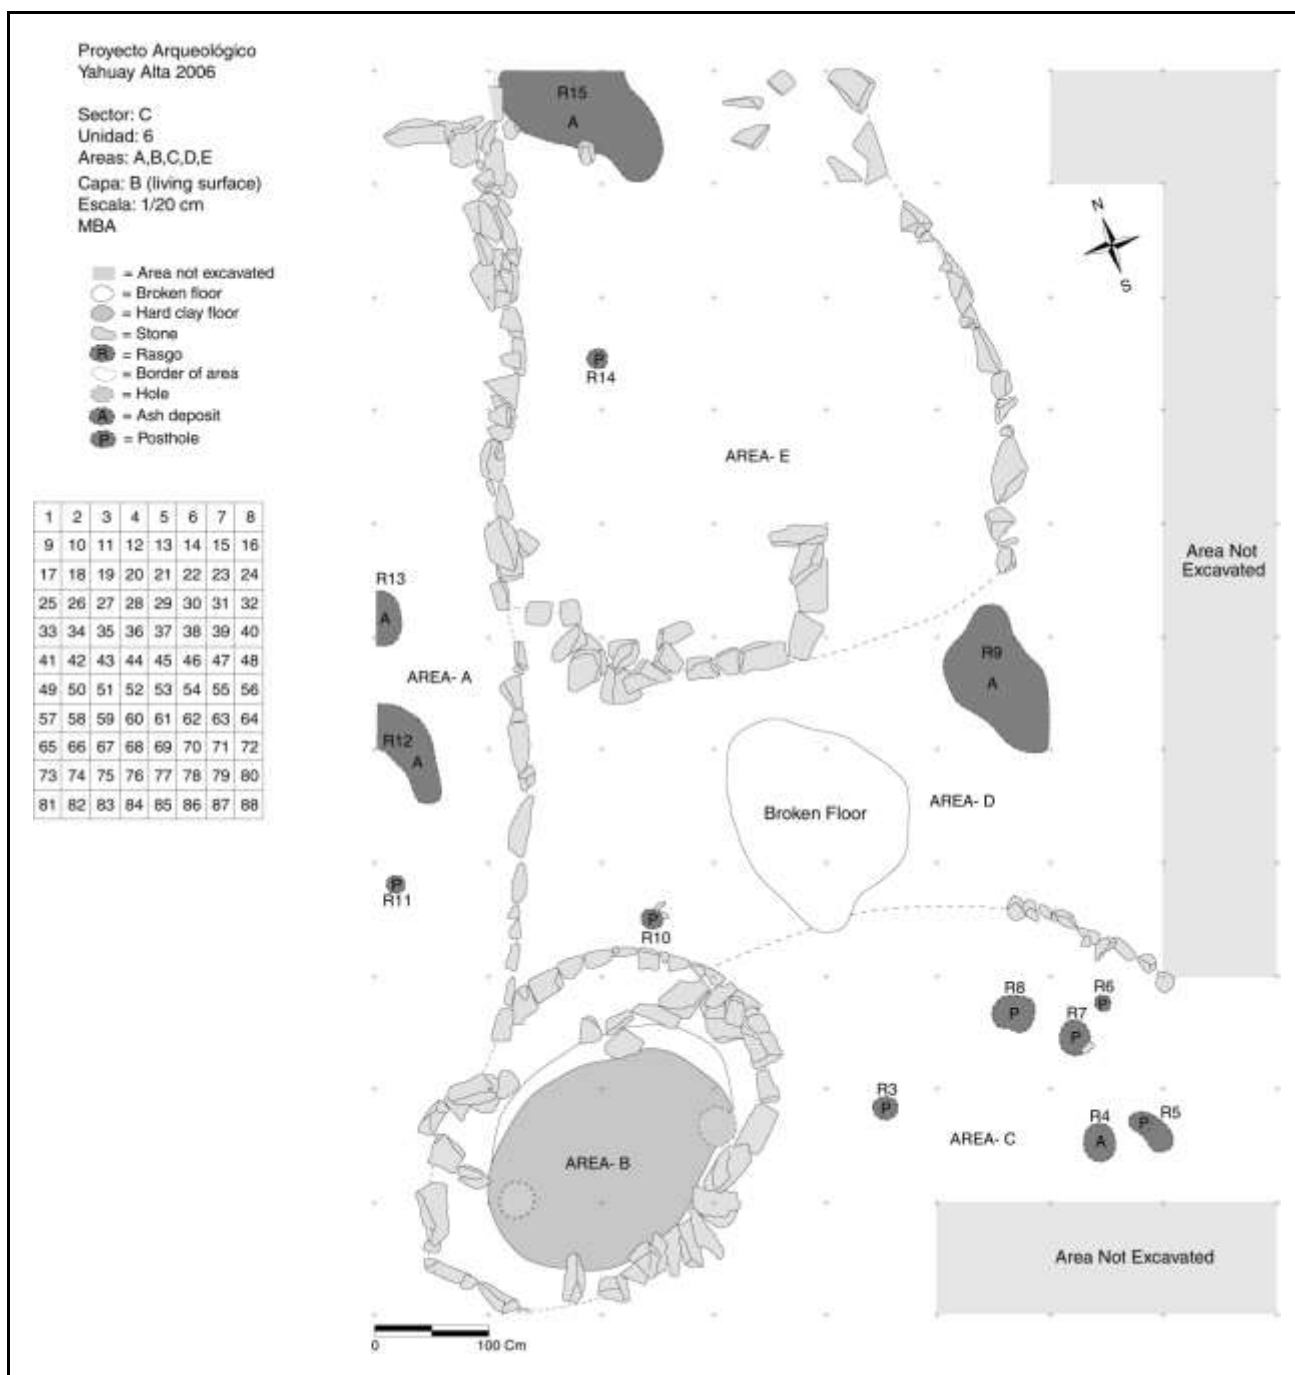 Proyecto Arqueológico
Yahuay Alta 2006
Sector: C
Unidad: 6
Areas: A,B,C,D,E
Capa: B (living surface)
Escala: 1/20 cm
MBA
= Area not excavated
= Broken floor
= Hard clay floor
= Stone
R = Rasgo
= Border of area
= Hole
A = Ash deposit
P = Posthole
1 2 3 4 5 6 7 8
9 10 11 12 13 14 15 16
17 18 19 20 21 22 23 24
25 26 27 28 29 30 31 32
33 34 35 36 37 38 39 40
41 42 43 44 45 46 47 48
49 50 51 52 53 54 55 56
57 58 59 60 61 62 63 64
65 66 67 68 69 70 71 72
73 74 75 76 77 78 79 80
81 82 83 84 85 86 87 88
R15
A
N
S
P
R14
AREA- E
Area Not
Excavated
R13
A
AREA- A
R9
A
R12
A
Broken Floor
AREA- D
P
R11
P
R10
R8
P
R6
P
R7
P
R3
P
R4
A
R5
P
AREA- C
AREA- B
Area Not Excavated
0 100 Cm